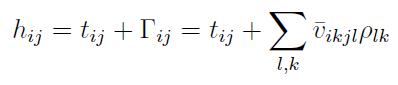 $h_{ij} = t_{ij} + \Gamma_{ij} = t_{ij} + \sum_{l,k} \bar{v}_{ikjl} \rho_{lk}$